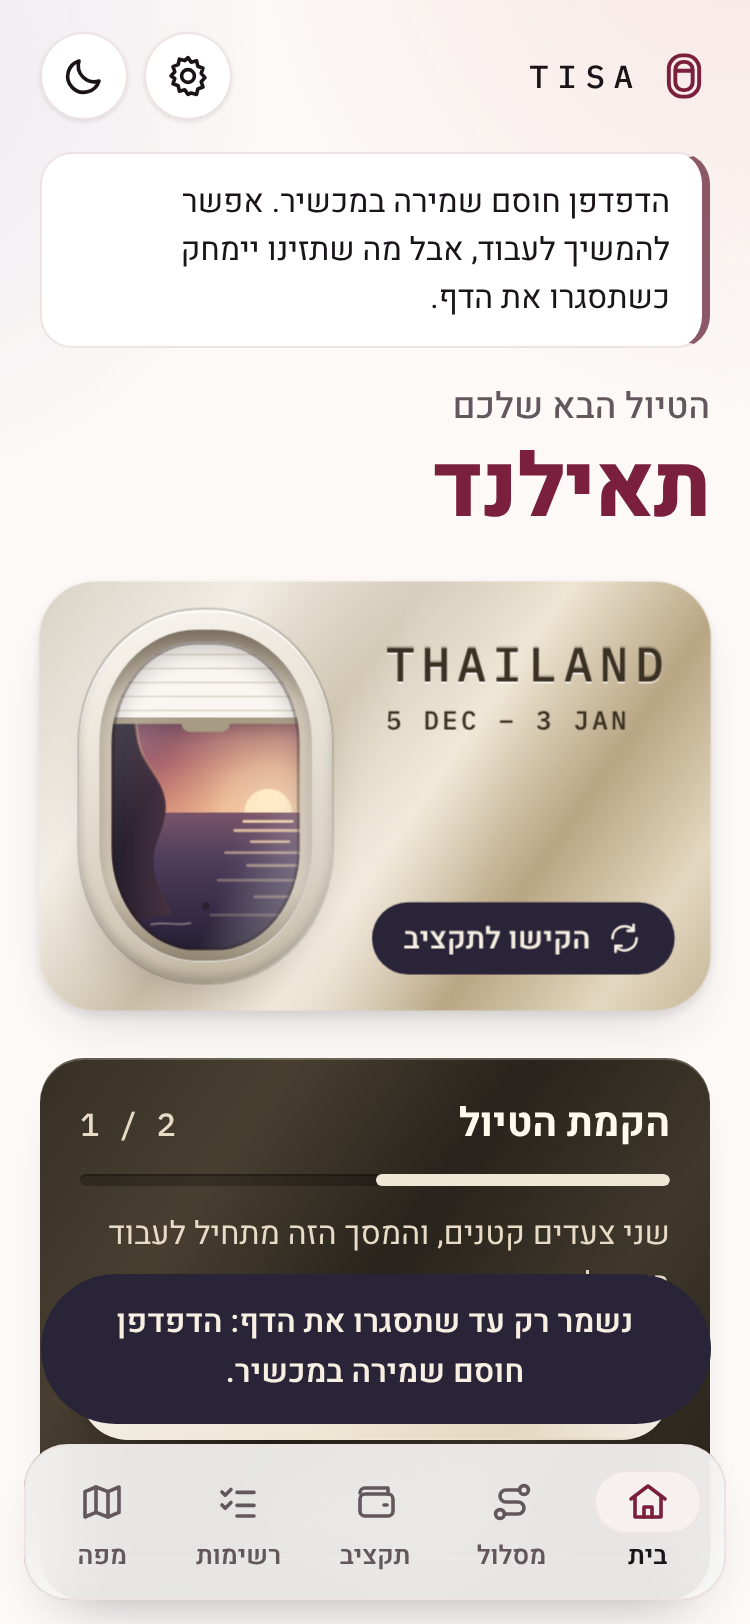 TISA
הדפדפן חוסם שמירה במכשיר. אפשר
להמשיך לעבוד, אבל מה שתזינו יימחק
כשתסגרו את הדף.
הטיול הבא שלכם
תאילנד
THAILAND
5 DEC – 3 JAN
הקישו לתקציב
הקמת הטיול
1 / 2
שני צעדים קטנים, והמסך הזה מתחיל לעבוד
נשמר רק עד שתסגרו את הדף: הדפדפן
חוסם שמירה במכשיר.
בית
מסלול
תקציב
רשימות
מפה